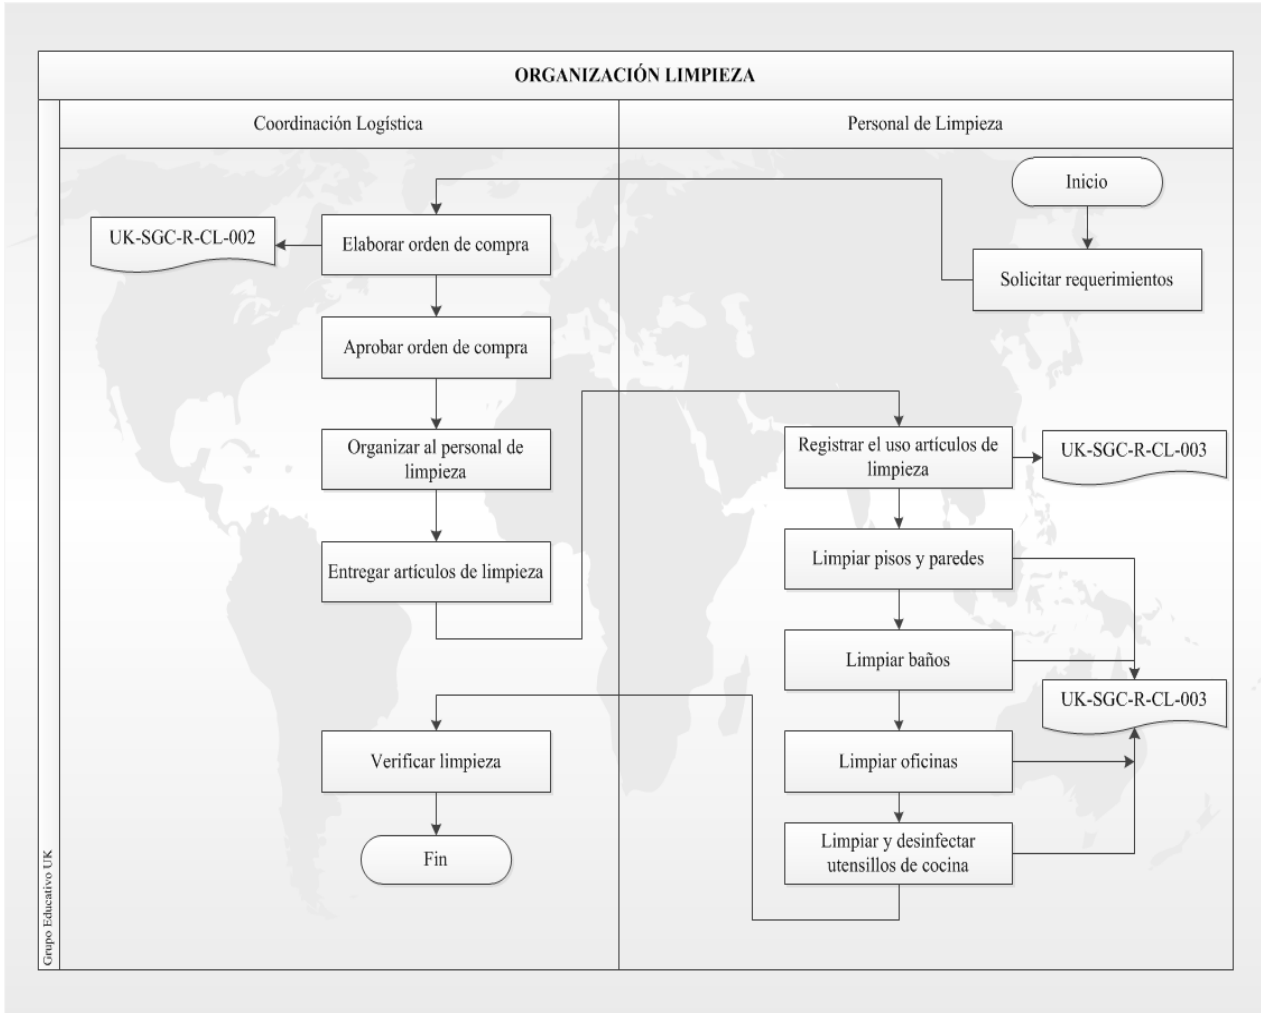 ORGANIZACIÓN LIMPIEZA
Coordinación Logística
Personal de Limpieza
Inicio
UK-SGC-R-CL-002
Elaborar orden de compra
Solicitar requerimientos
Aprobar orden de compra
Organizar al personal de
limpieza
Registrar el uso artículos de
limpieza
UK-SGC-R-CL-003
Entregar artículos de limpieza
Limpiar pisos y paredes
Limpiar baños
UK-SGC-R-CL-003
Verificar limpieza
Limpiar oficinas
Limpiar y desinfectar
utensillos de cocina
Fin
Grupo Educativo UK